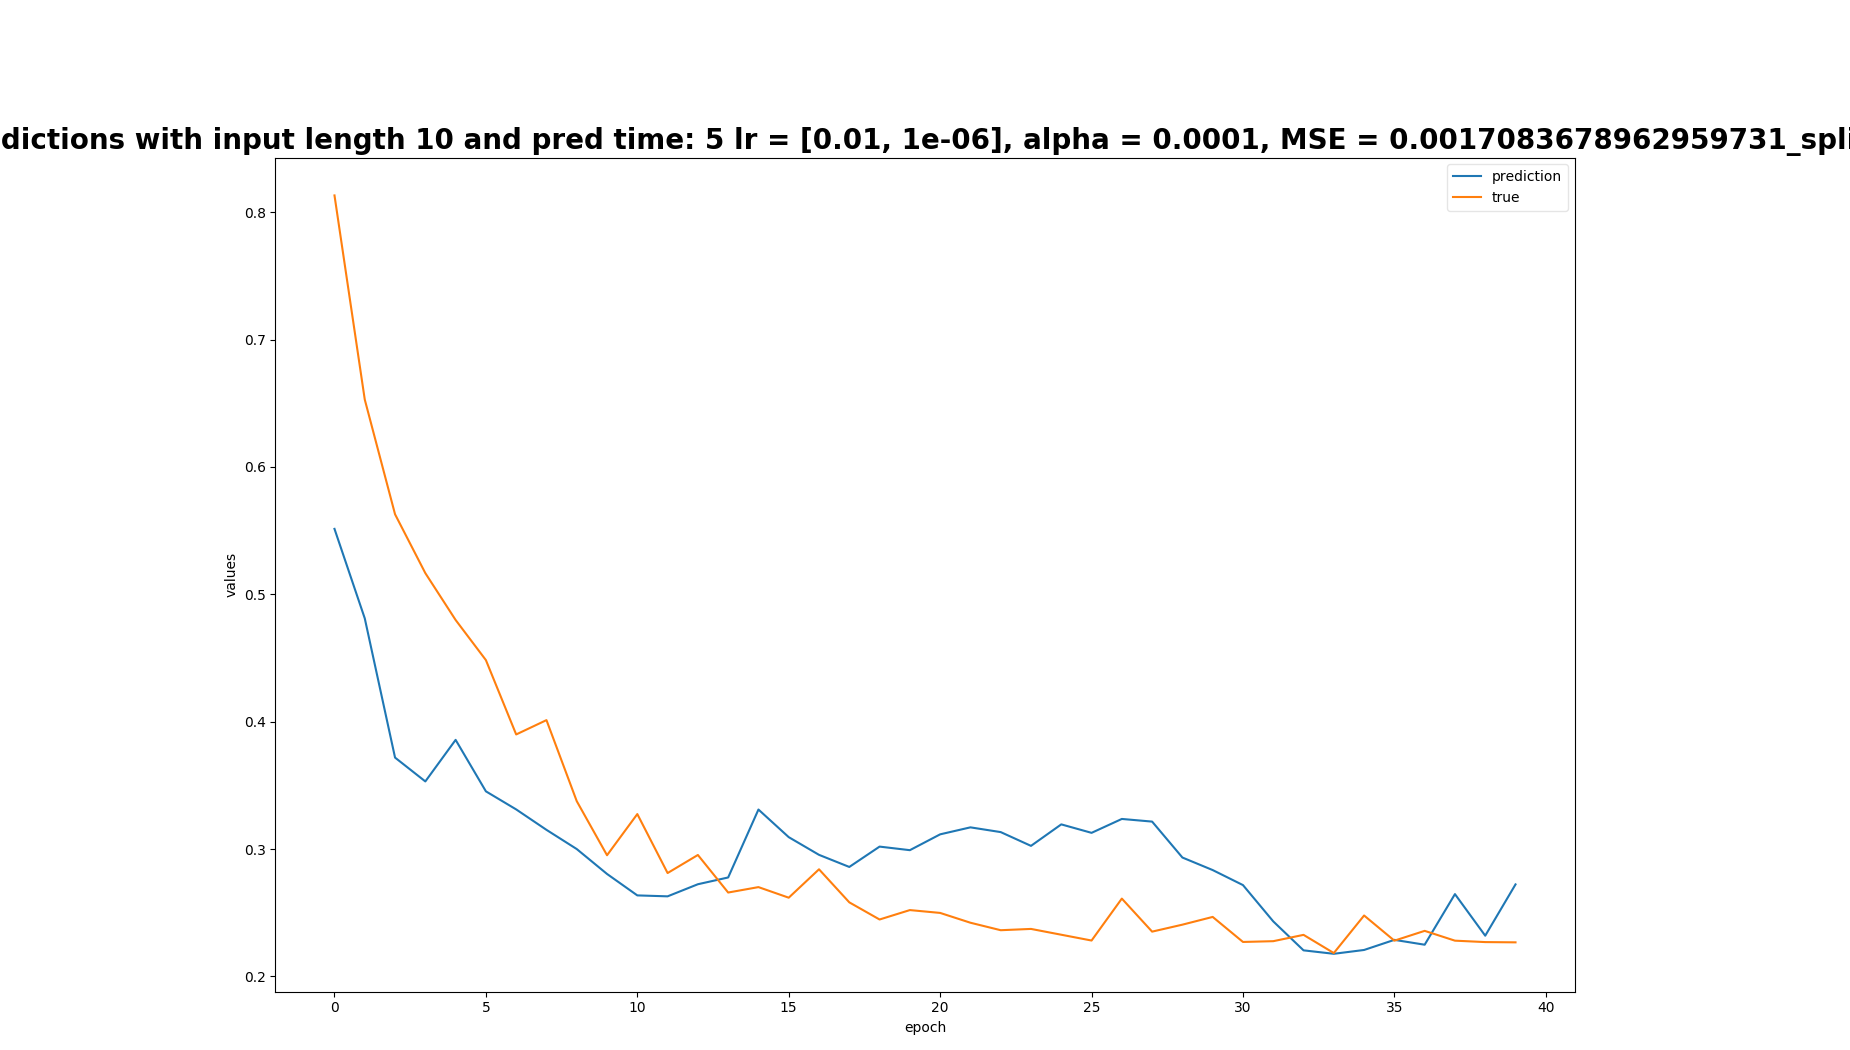 dictions with input length 10 and pred time: 5 lr = [0.01, 1e-06], alpha = 0.0001, MSE = 0.0017083678962959731_spli
prediction
true
0.8
0.7
0.6
0.5
0.4
0.3
0.2
values
0 5 10 15 20 25 30 35 40
epoch